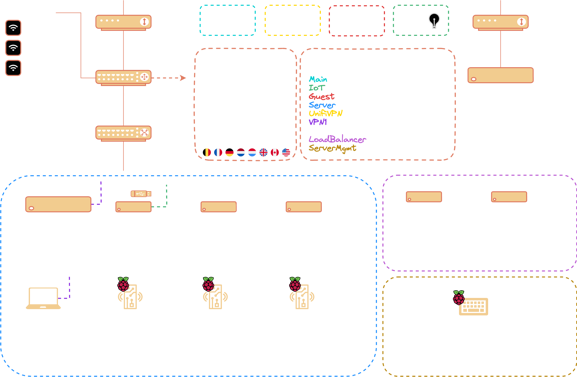 Main
IoT
Guest
Server
UnifiVPN
VPN1
LoadBalancer
ServerMgmt